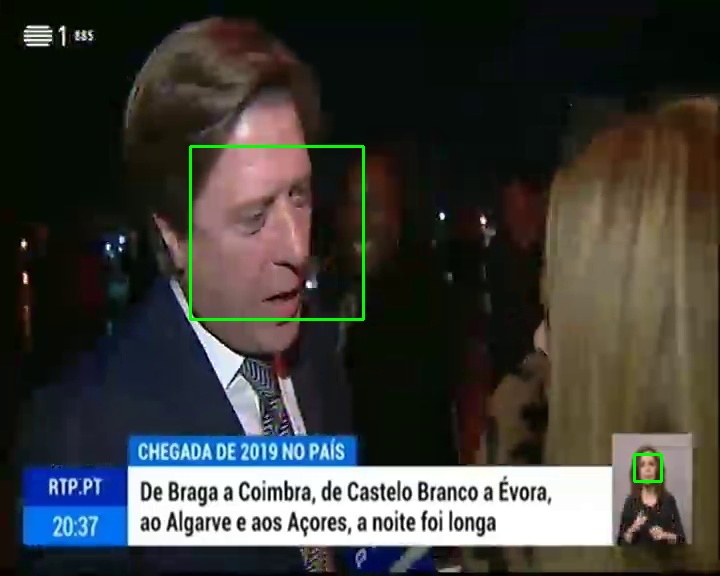 1
CHEGADA DE 2019 NO PAÍS
RTP.PT
De Braga a Coimbra, de Castelo Branco a Évora,
20:37
ao Algarve e aos Açores, a noite foi longa